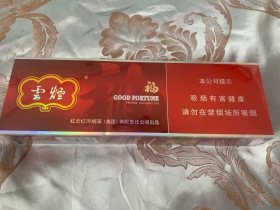 雲煙
®
福
GOOD FORTUNE
红云红河烟草（集团）有限责任公司出品
本公司提示
吸烟有害健康
请勿在禁烟场所吸烟